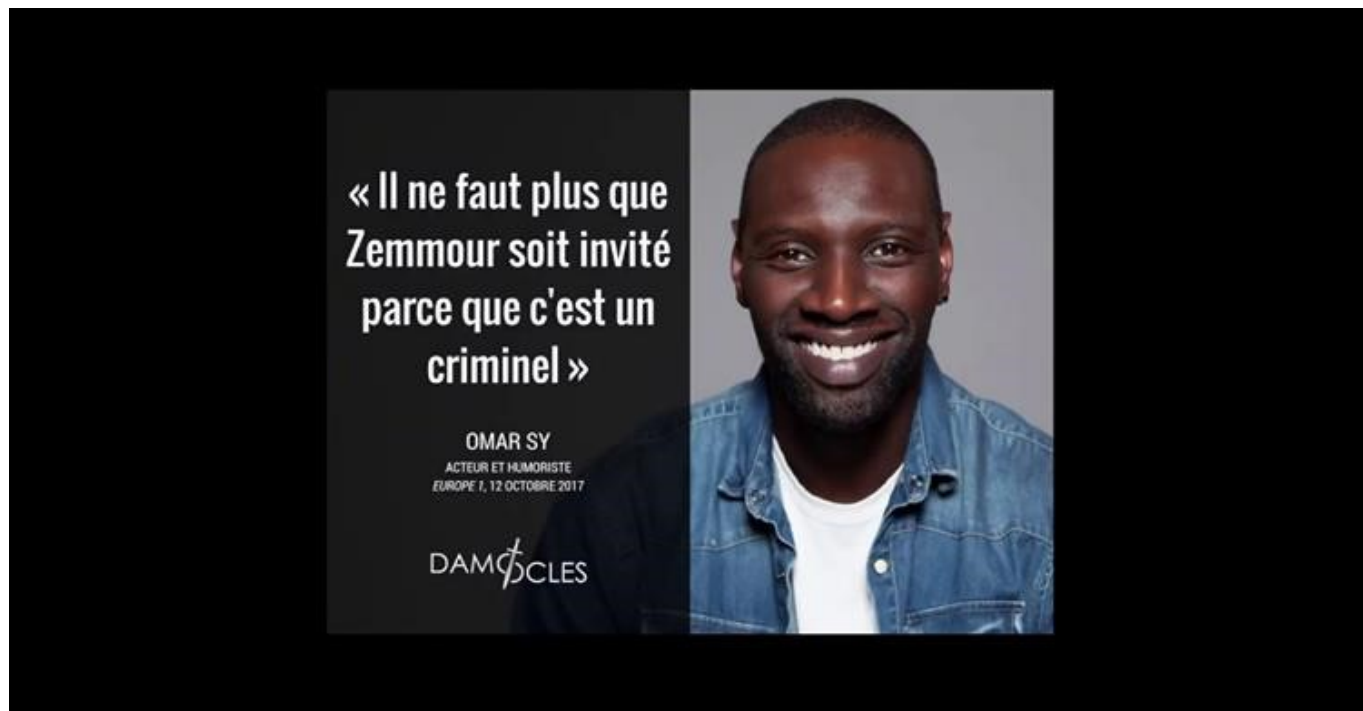 « Il ne faut plus que
Zemmour soit invité
parce que c'est un
criminel »
OMAR SY
ACTEUR ET HUMORISTE
EUROPE 1, 12 OCTOBRE 2017
DAMOCLES